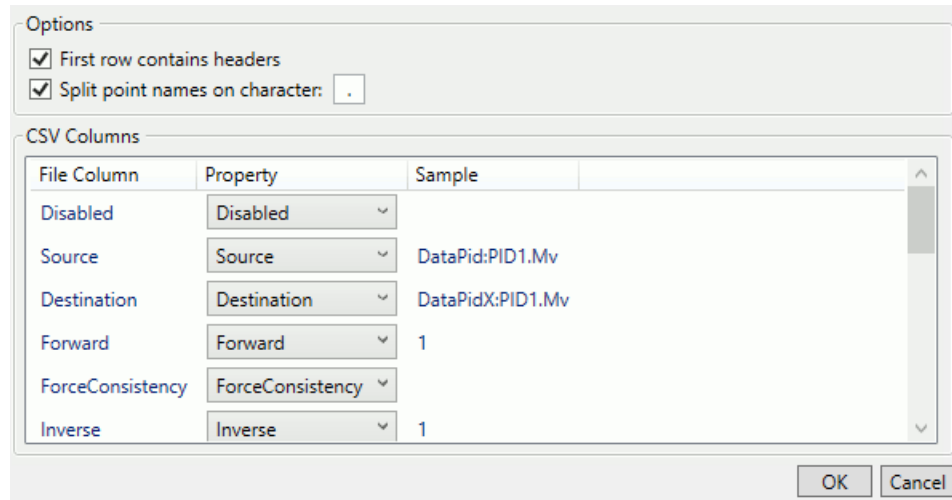 Options
First row contains headers
Split point names on character: .
CSV Columns
File Column Property Sample
Disabled Disabled
Source Source DataPid:PID1.Mv
Destination Destination DataPidX:PID1.Mv
Forward Forward 1
ForceConsistency ForceConsistency
Inverse Inverse 1
OK Cancel